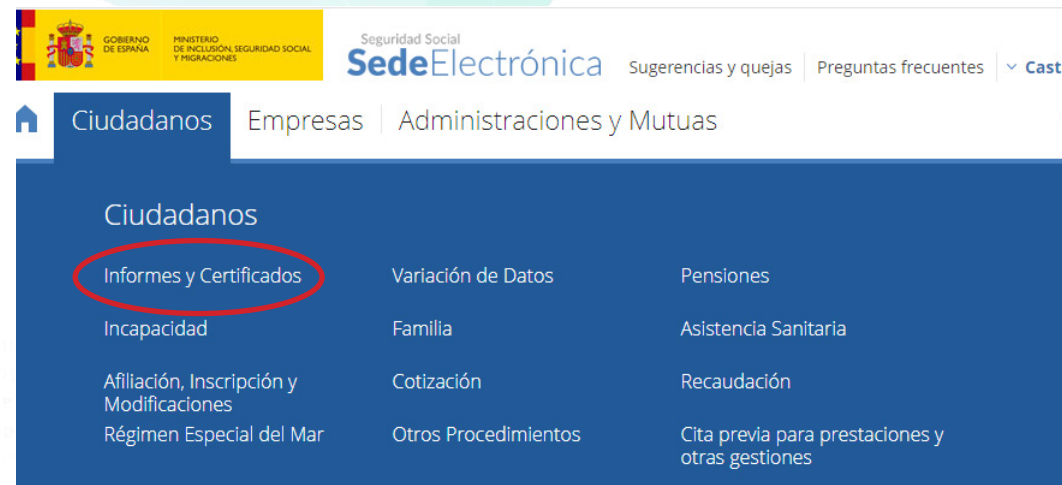 GOBIERNO
DE ESPAÑA
MINISTERIO
DE INCLUSIÓN, SEGURIDAD SOCIAL
Y MIGRACIONES
Seguridad Social
SedeElectrónica
Sugerencias y quejas
Preguntas frecuentes
Cast
Ciudadanos
Empresas
Administraciones y Mutuas
Ciudadanos
Informes y Certificados
Variación de Datos
Pensiones
Incapacidad
Familia
Asistencia Sanitaria
Afiliación, Inscripción y
Modificaciones
Cotización
Recaudación
Régimen Especial del Mar
Otros Procedimientos
Cita previa para prestaciones y
otras gestiones